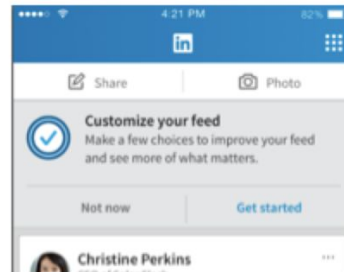 4:21 PM
82%
in
Share
Photo
Customize your feed
Make a few choices to improve your feed
and see more of what matters.
Not now
Get started
Christine Perkins